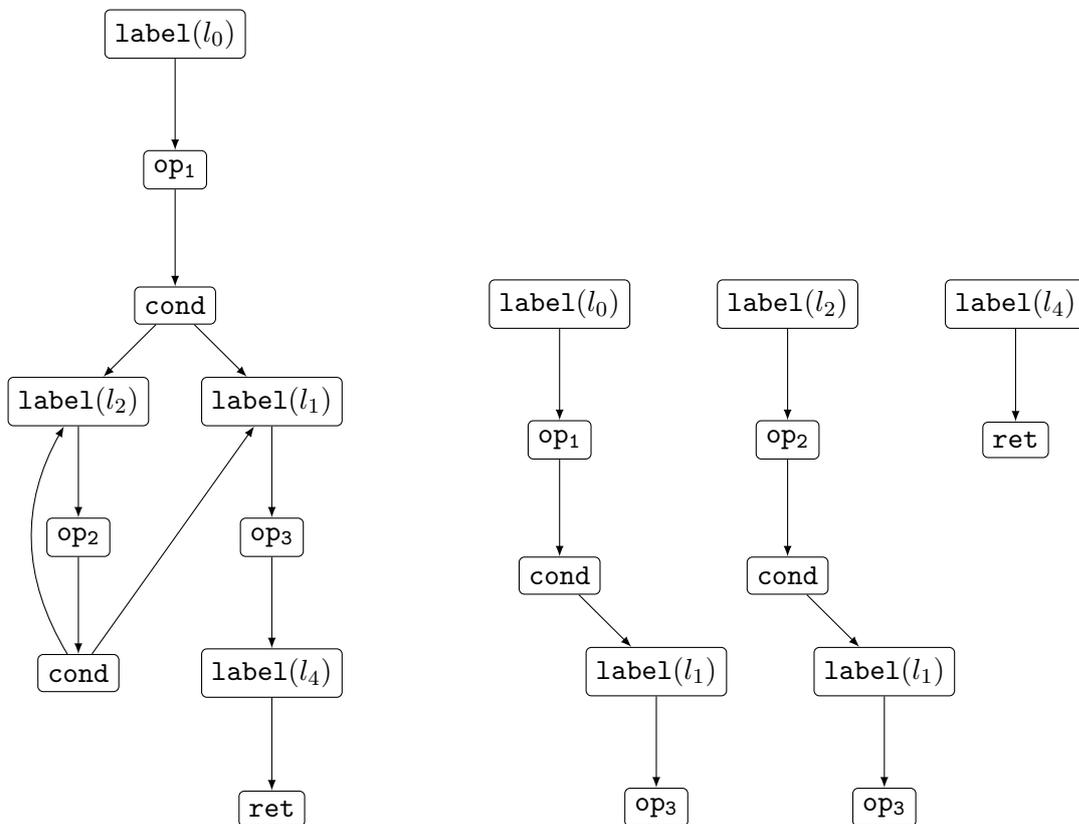 label(l₀)
op₁
cond
label(l₂) label(l₁)
op₂ op₃
cond label(l₄)
ret
label(l₀) label(l₂) label(l₄)
op₁ op₂ ret
cond cond
label(l₁) label(l₁)
op₃ op₃